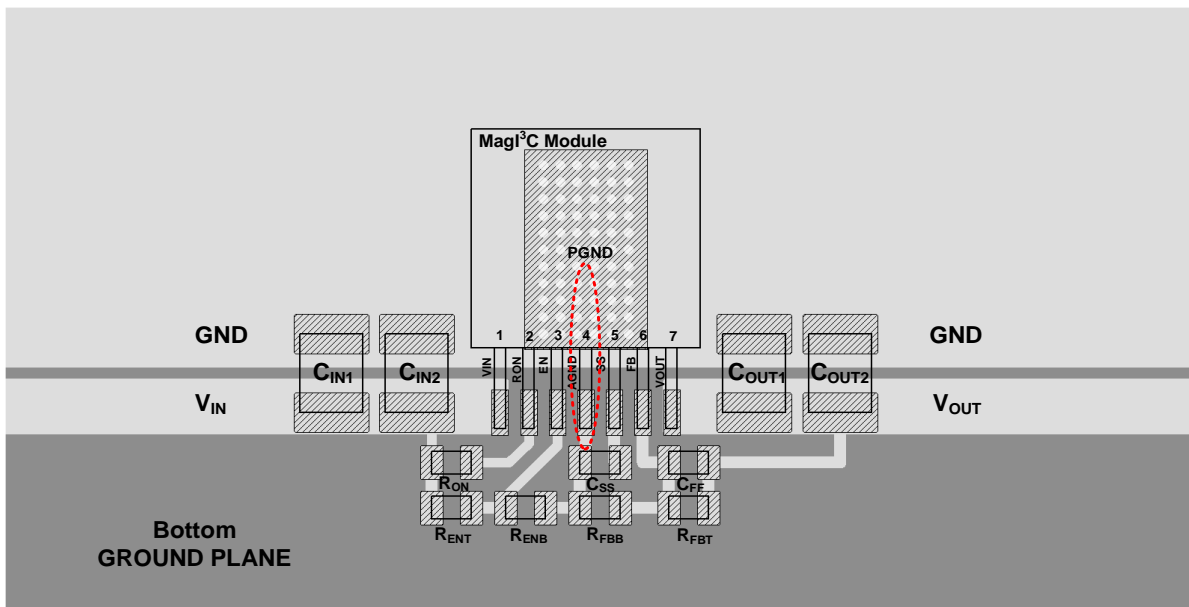 MagI³C Module
PGND
1 2 3 4 5 6 7
GND
GND
VIN
RON
EN
AGND
SS
FB
VOUT
CIN1
CIN2
COUT1
COUT2
VIN
VOUT
RON
CSS
CFF
RENT
RENB
RFBB
RFBT
Bottom
GROUND PLANE